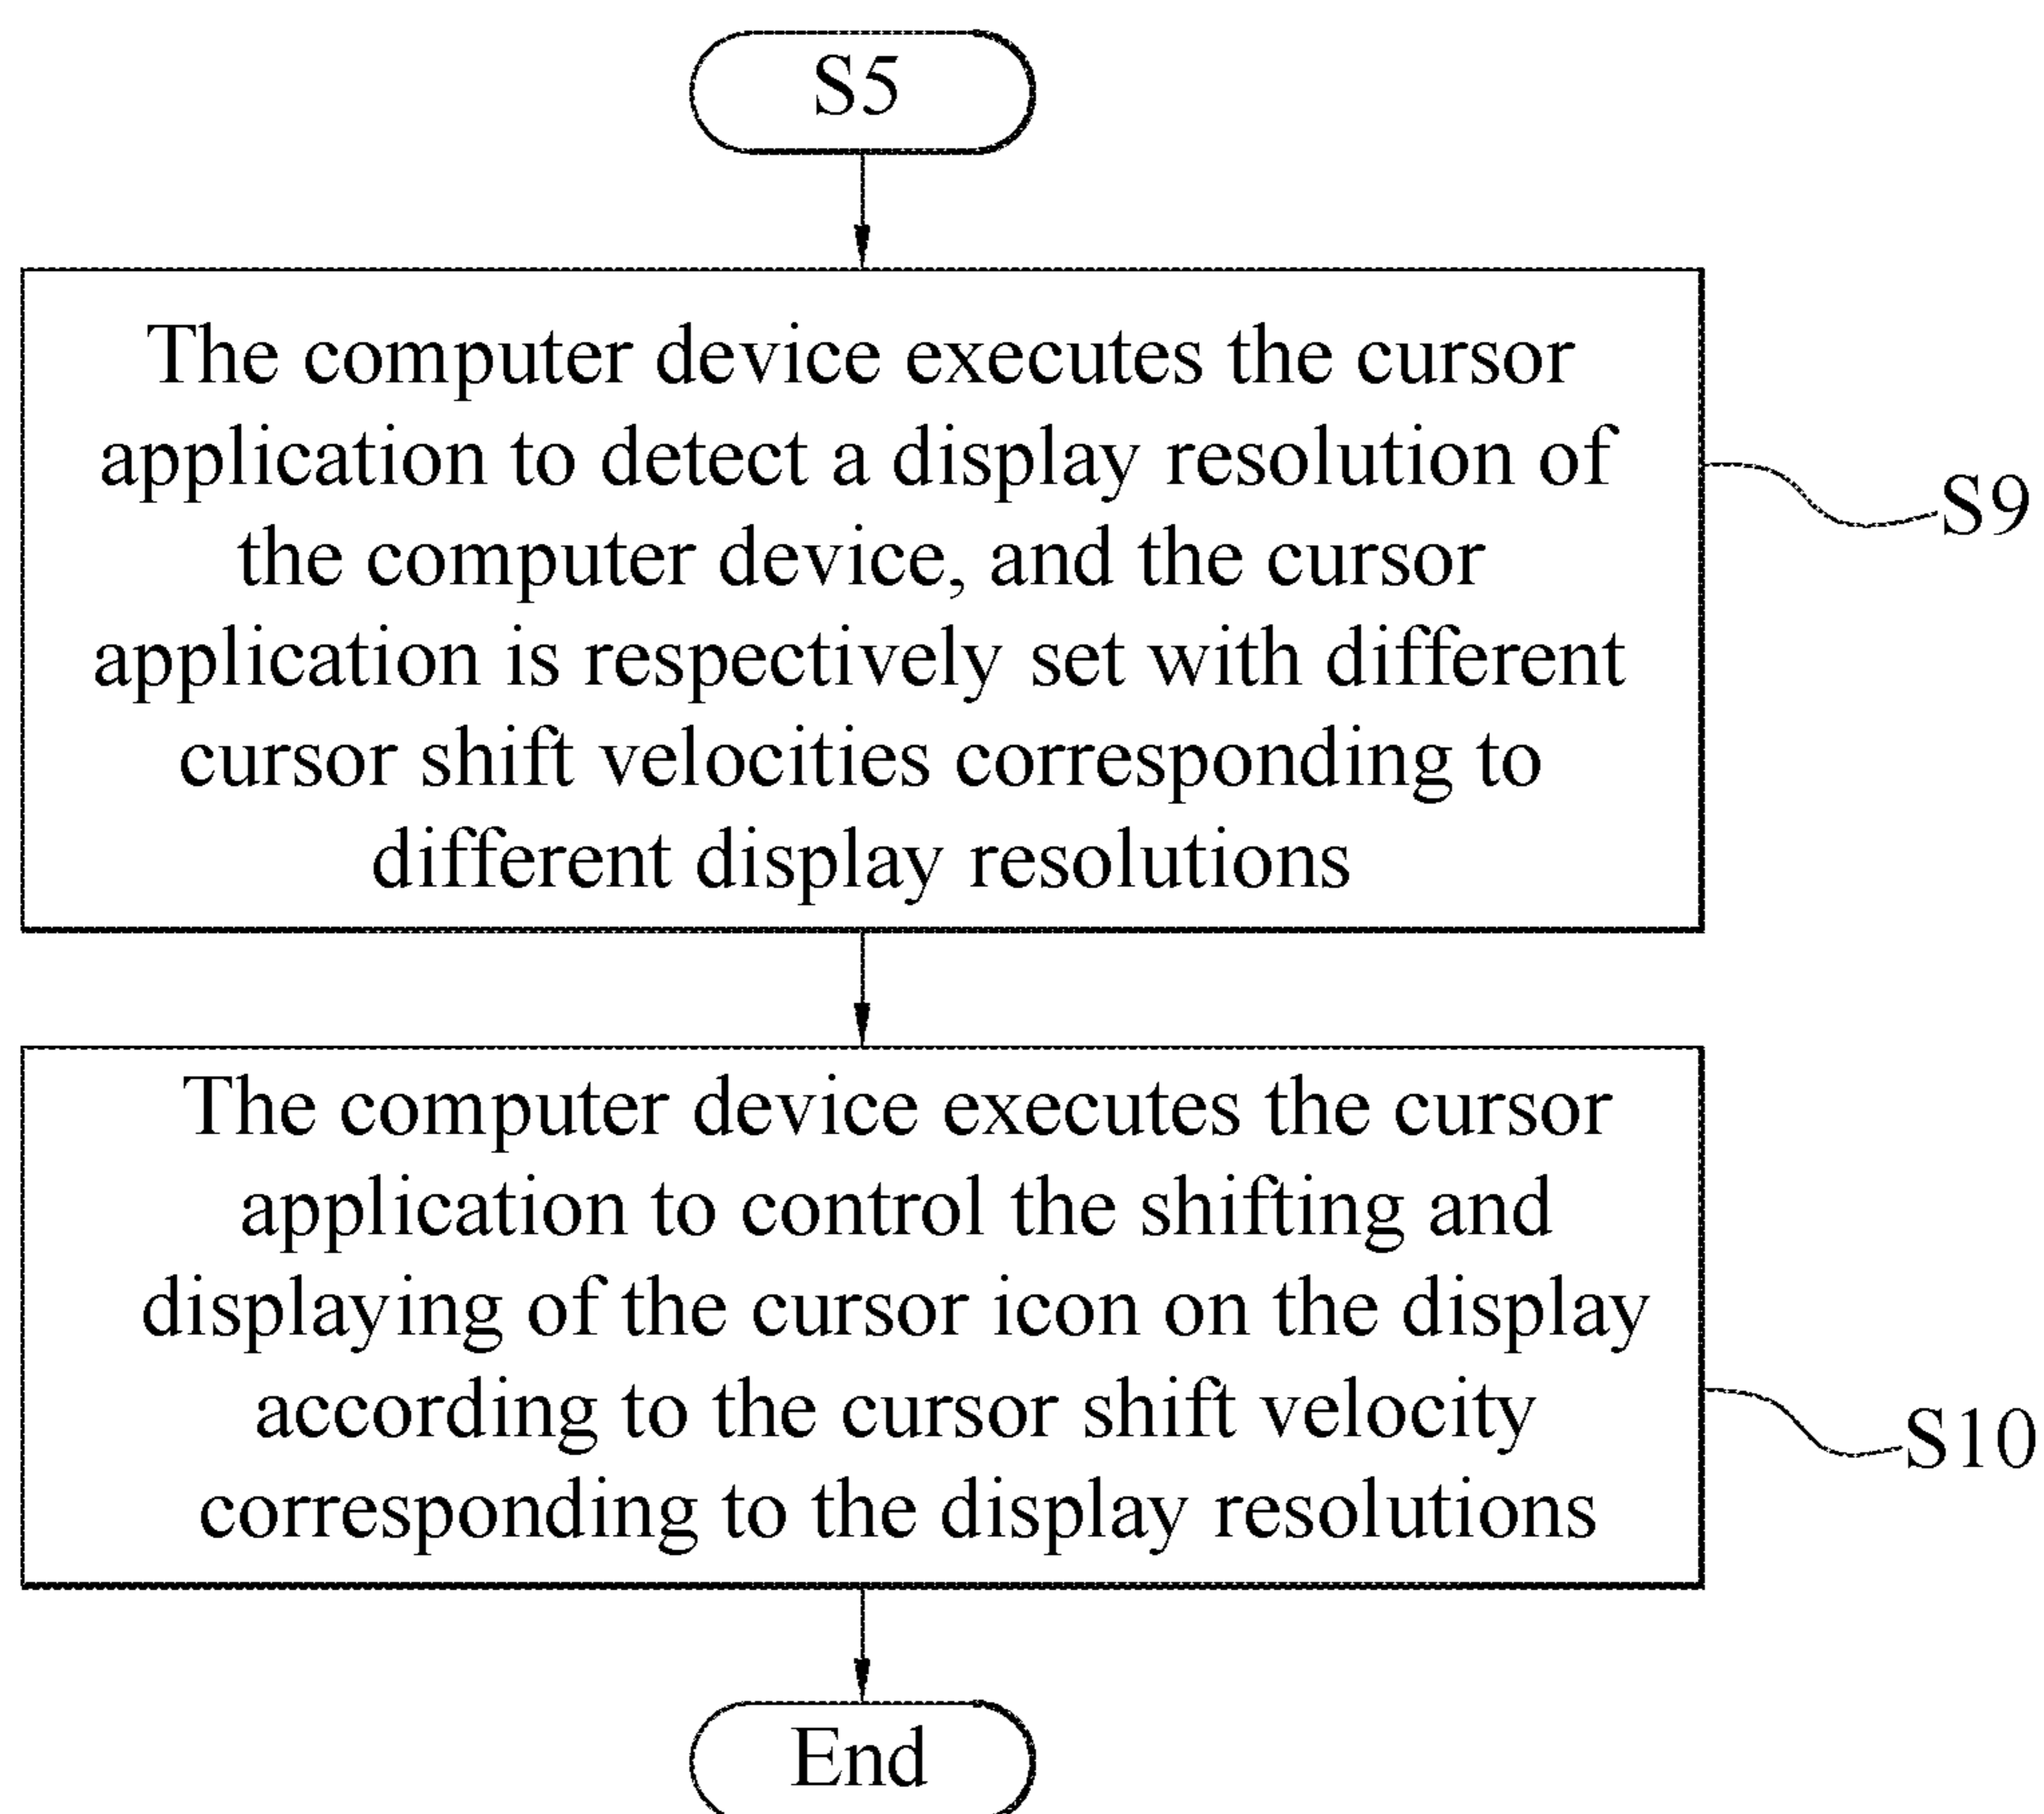 S5
The computer device executes the cursor
application to detect a display resolution of
the computer device, and the cursor
application is respectively set with different
cursor shift velocities corresponding to
different display resolutions
S9
The computer device executes the cursor
application to control the shifting and
displaying of the cursor icon on the display
according to the cursor shift velocity
corresponding to the display resolutions
S10
End